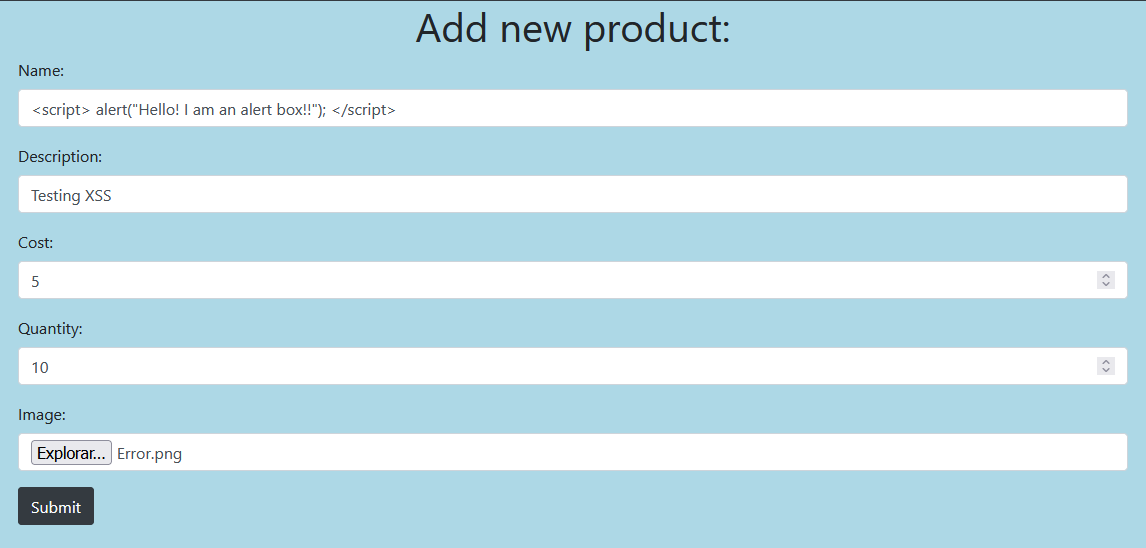 Add new product:
Name:
<script> alert("Hello! I am an alert box!!"); </script>
Description:
Testing XSS
Cost:
5
Quantity:
10
Image:
Explorar... Error.png
Submit